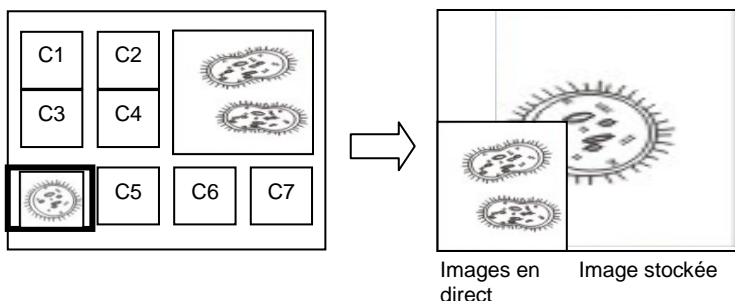 C1 C2
C3 C4
C5 C6 C7
Images en
direct
Image stockée